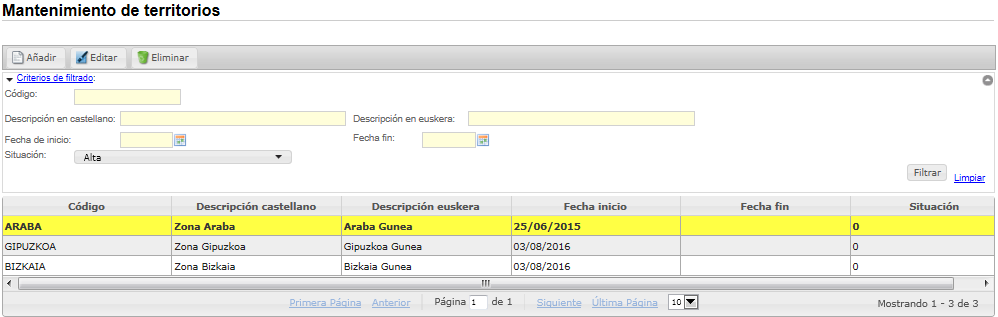 Mantenimiento de territorios
Añadir Editar Eliminar
Criterios de filtrado:
Código:
Descripción en castellano: Descripción en euskera:
Fecha de inicio: Fecha fin:
Situación: Alta
Filtrar Limpiar
Código Descripción castellano Descripción euskera Fecha inicio Fecha fin Situación
ARABA Zona Araba Araba Gunea 25/06/2015 0
GIPUZKOA Zona Gipuzkoa Gipuzkoa Gunea 03/08/2016 0
BIZKAIA Zona Bizkaia Bizkaia Gunea 03/08/2016 0
Primera Página Anterior Página 1 de 1 Siguiente Última Página 10 Mostrando 1 - 3 de 3